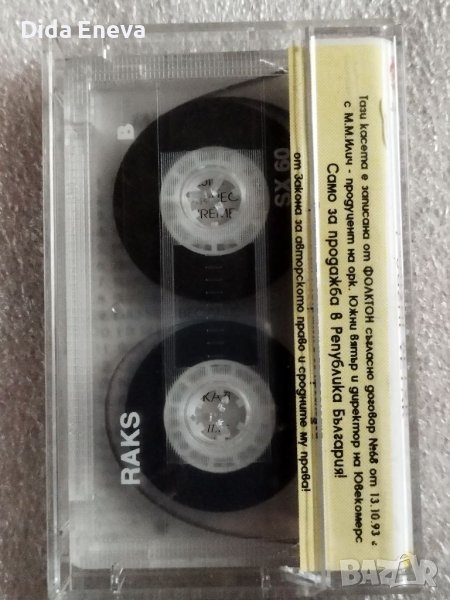 Dida Eneva
Тази касета е записана от ФОЛКТОН съгласно договор №68 от 13.10.93 г
с М.М.Илич - продуцент на орк. Южни вятър и директор на Ювекомерс
Само за продажба в Република България!
от Закона за авторското право и сродните му права!
B
SX 60
RAKS
BAZAR